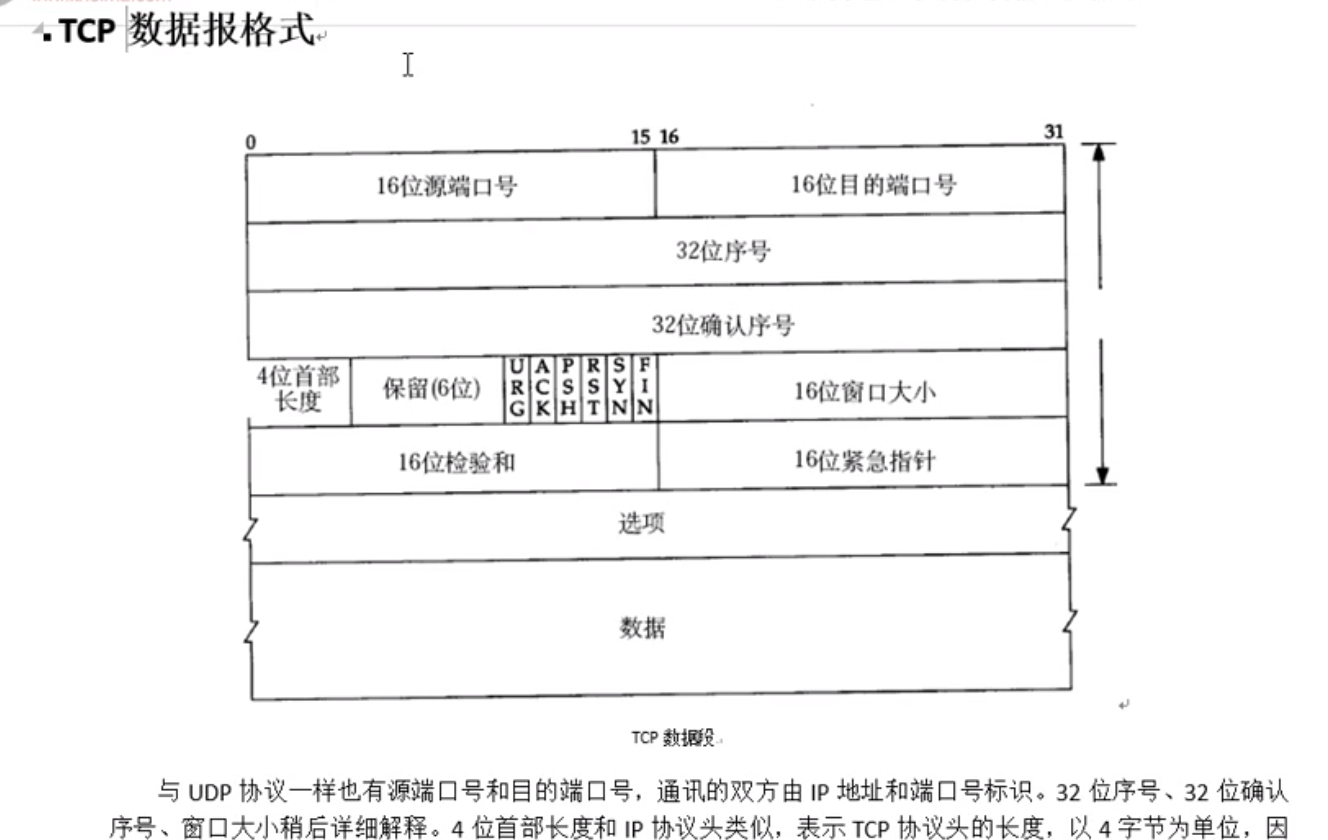 TCP 数据报格式
0 15 16 31
16位源端口号 16位目的端口号
32位序号
32位确认序号
4位首部长度 保留(6位) URG ACK PSH RST SYN FIN 16位窗口大小
16位检验和 16位紧急指针
选项
数据
TCP 数据段
与 UDP 协议一样也有源端口号和目的端口号，通讯的双方由 IP 地址和端口号标识。32 位序号、32 位确认
序号、窗口大小稍后详细解释。4 位首部长度和 IP 协议头类似，表示 TCP 协议头的长度，以 4 字节为单位，因